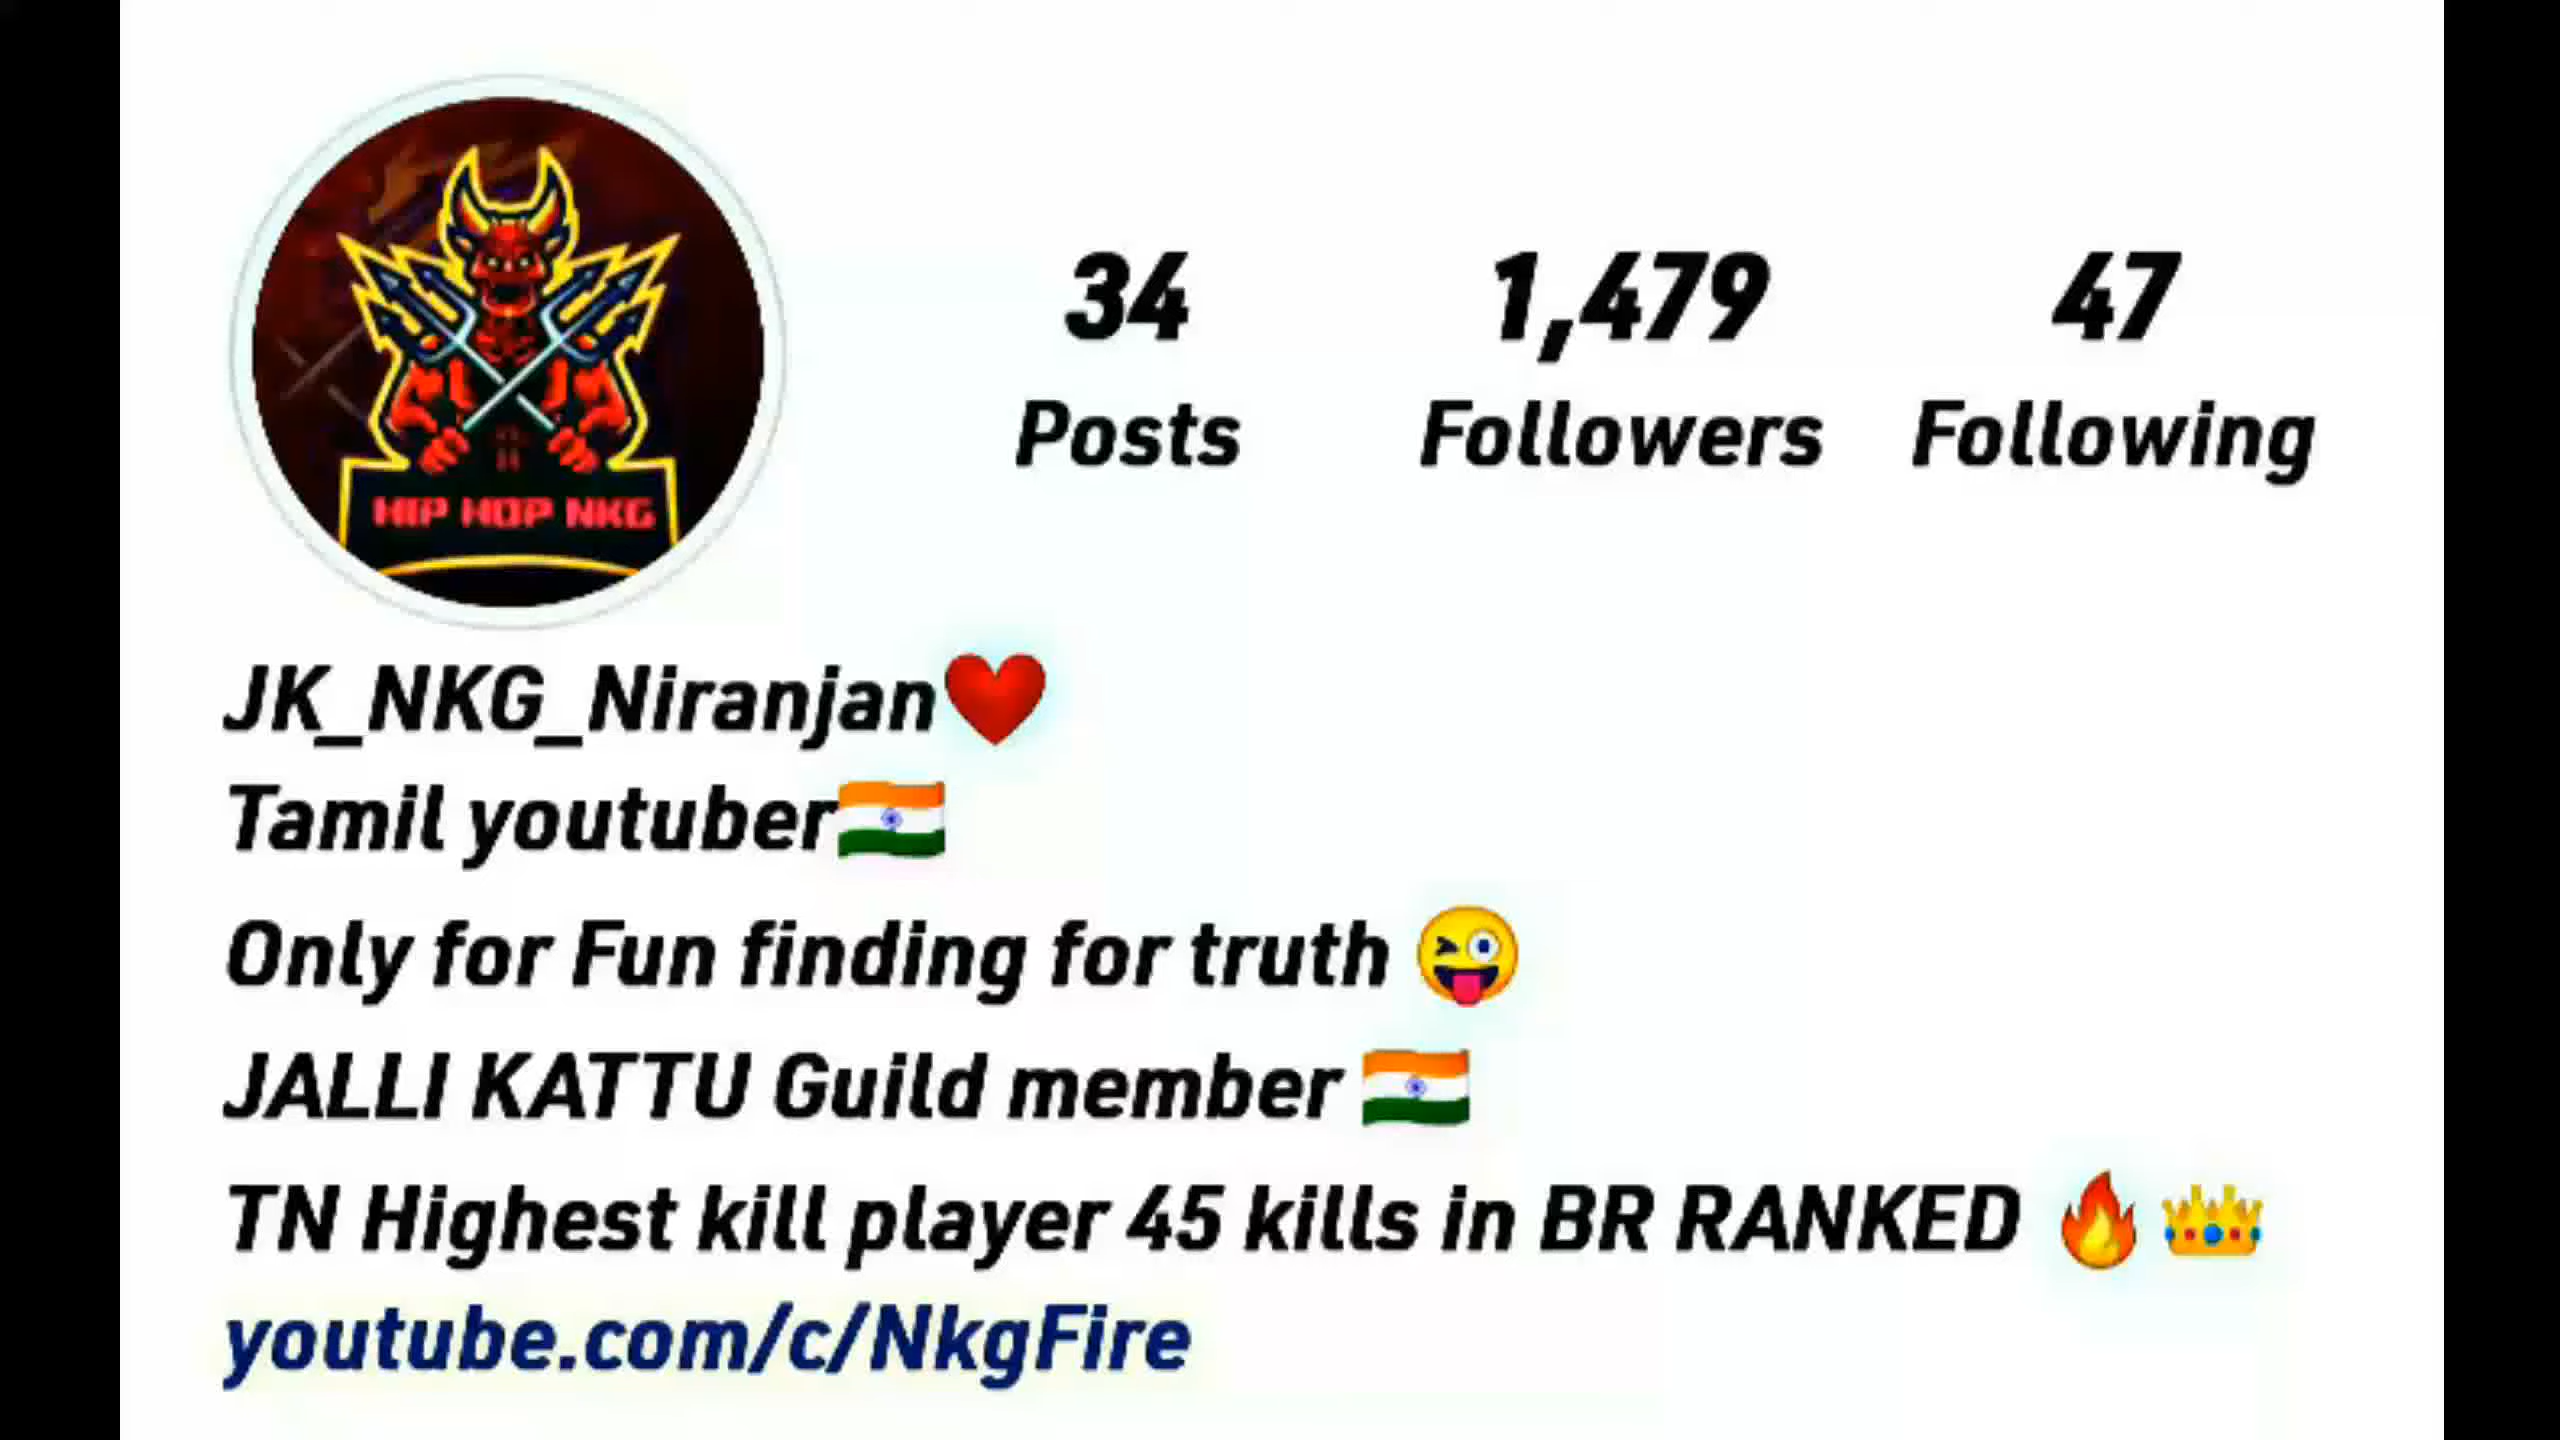 HIP HOP NKG
34 1,479 47
Posts Followers Following
JK_NKG_Niranjan❤️
Tamil youtuber🇮🇳
Only for Fun finding for truth 😜
JALLI KATTU Guild member 🇮🇳
TN Highest kill player 45 kills in BR RANKED 🔥 👑
youtube.com/c/NkgFire